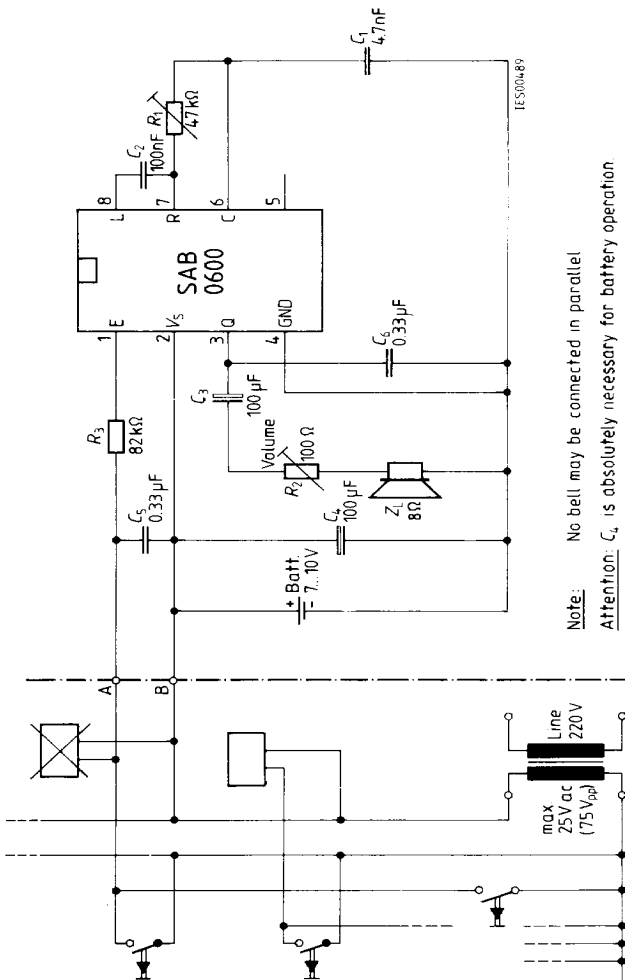 SAB
0600
1
E
2
Vs
3
Q
4
GND
8
L
7
R
6
C
5
C2
100nF
R1
47kΩ
C1
4.7nF
R3
82kΩ
C5
0.33µF
C3
100µF
C6
0.33µF
Volume
R2
100Ω
ZL
8Ω
C4
100µF
+ Batt.
- 7...10V
A
B
Line
220V
max
25V ac
(75Vpp)
Note: No bell may be connected in parallel
Attention: C4 is absolutely necessary for battery operation.
IES00489